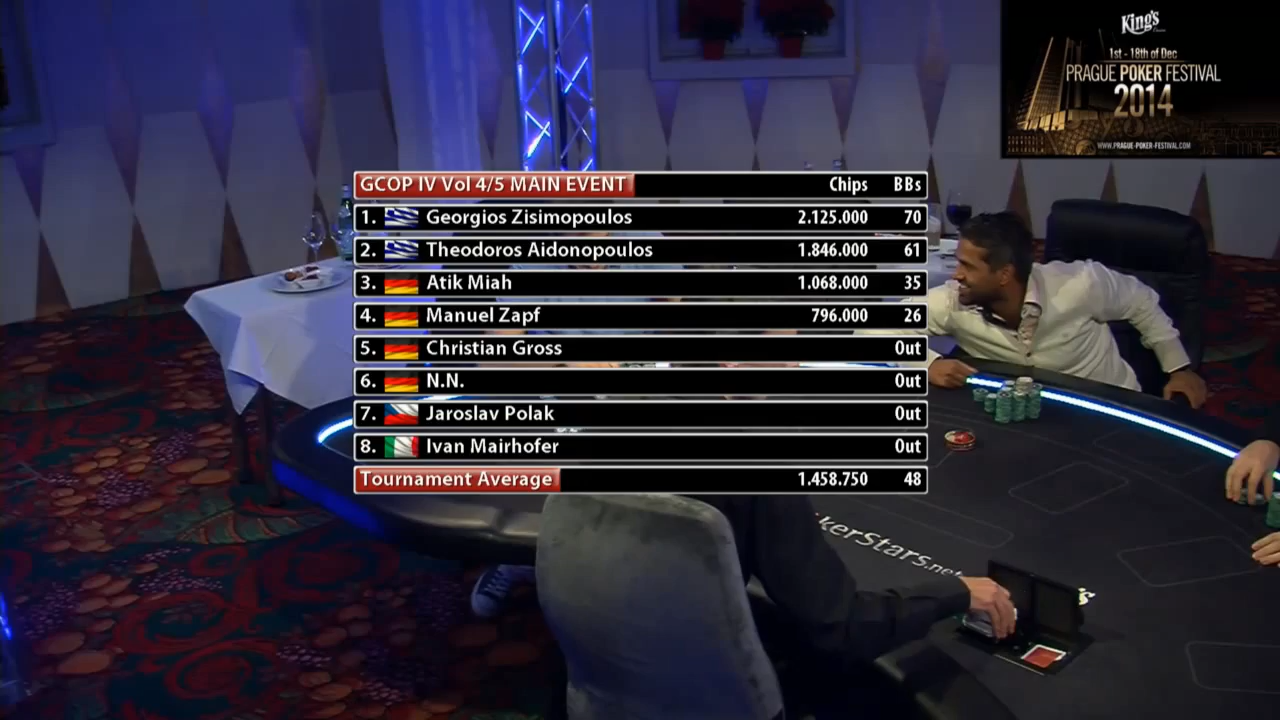 King's
1st - 18th of Dec
PRAGUE POKER FESTIVAL
2014
WWW.PRAGUE-POKER-FESTIVAL.COM
GCOP IV Vol 4/5 MAIN EVENT Chips BBs
1. Georgios Zisimopoulos 2.125.000 70
2. Theodoros Aidonopoulos 1.846.000 61
3. Atik Miah 1.068.000 35
4. Manuel Zapf 796.000 26
5. Christian Gross Out
6. N.N. Out
7. Jaroslav Polak Out
8. Ivan Mairhofer Out
Tournament Average 1.458.750 48
kerStars.net